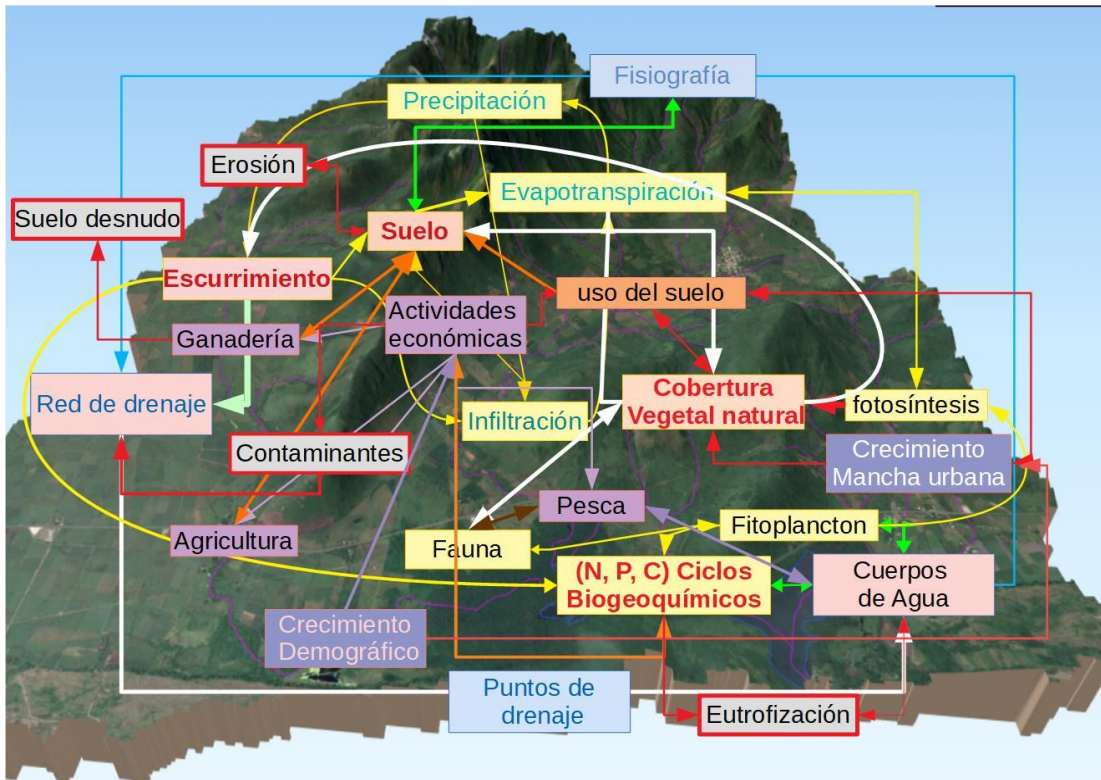 Fisiografía
Precipitación
Erosión
Evapotranspiración
Suelo desnudo
Suelo
Escurrimiento
uso del suelo
Actividades
económicas
Ganadería
Red de drenaje
Cobertura
Vegetal natural
fotosíntesis
Infiltración
Contaminantes
Crecimiento
Mancha urbana
Pesca
Agricultura
Fauna
Fitoplancton
(N, P, C) Ciclos
Biogeoquímicos
Cuerpos
de Agua
Crecimiento
Demográfico
Puntos de
drenaje
Eutrofización